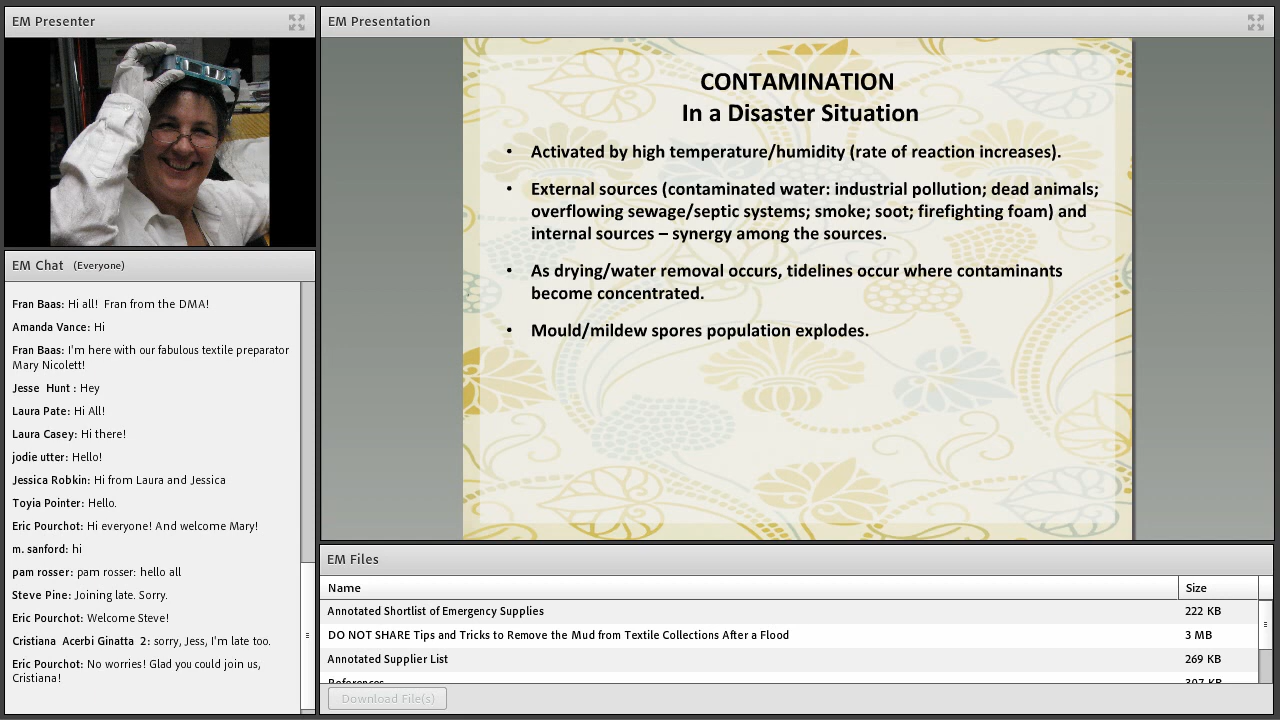 EM Presenter
EM Chat (Everyone)
Fran Baas: Hi all! Fran from the DMA!
Amanda Vance: Hi
Fran Baas: I'm here with our fabulous textile preparator
Mary Nicolett!
Jesse Hunt : Hey
Laura Pate: Hi All!
Laura Casey: Hi there!
jodie utter: Hello!
Jessica Robkin: Hi from Laura and Jessica
Toyia Pointer: Hello.
Eric Pourchot: Hi everyone! And welcome Mary!
m. sanford: hi
pam rosser: pam rosser: hello all
Steve Pine: Joining late. Sorry.
Eric Pourchot: Welcome Steve!
Cristiana Acerbi Ginatta 2: sorry, Jess, I'm late too.
Eric Pourchot: No worries! Glad you could join us,
Cristiana!
EM Presentation
CONTAMINATION
In a Disaster Situation
• Activated by high temperature/humidity (rate of reaction increases).
• External sources (contaminated water: industrial pollution; dead animals;
overflowing sewage/septic systems; smoke; soot; firefighting foam) and
internal sources – synergy among the sources.
• As drying/water removal occurs, tidelines occur where contaminants
become concentrated.
• Mould/mildew spores population explodes.
EM Files
Name Size
Annotated Shortlist of Emergency Supplies 222 KB
DO NOT SHARE Tips and Tricks to Remove the Mud from Textile Collections After a Flood 3 MB
Annotated Supplier List 269 KB
References 307 KB
Download File(s)